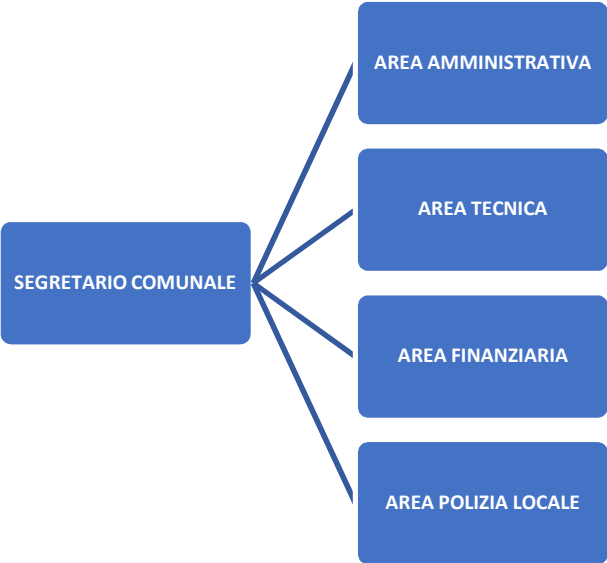 AREA AMMINISTRATIVA
AREA TECNICA
SEGRETARIO COMUNALE
AREA FINANZIARIA
AREA POLIZIA LOCALE